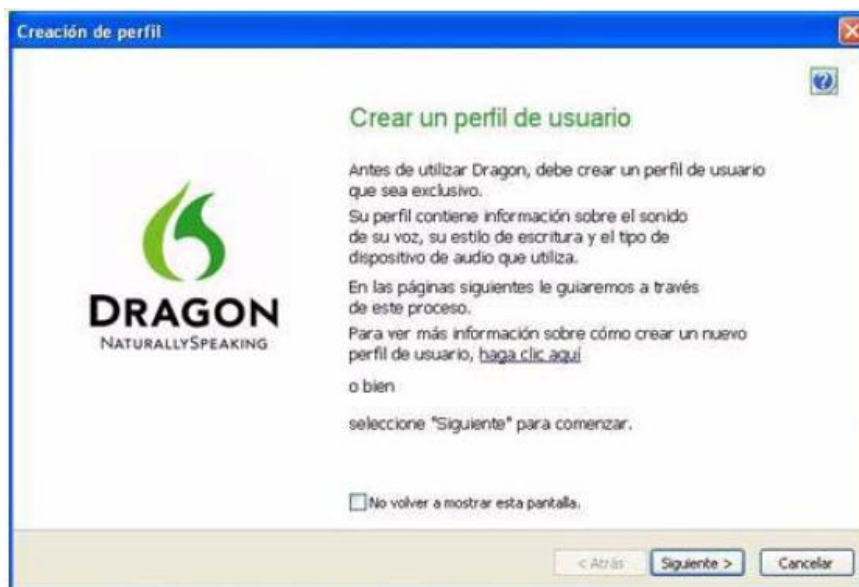 Creación de perfil
Crear un perfil de usuario
Antes de utilizar Dragon, debe crear un perfil de usuario
que sea exclusivo.
Su perfil contiene información sobre el sonido
de su voz, su estilo de escritura y el tipo de
dispositivo de audio que utiliza.
En las páginas siguientes le guiaremos a través
de este proceso.
Para ver más información sobre cómo crear un nuevo
perfil de usuario, haga clic aquí
o bien
seleccione "Siguiente" para comenzar.
DRAGON
NATURALLYSPEAKING
No volver a mostrar esta pantalla.
< Atrás Siguiente > Cancelar